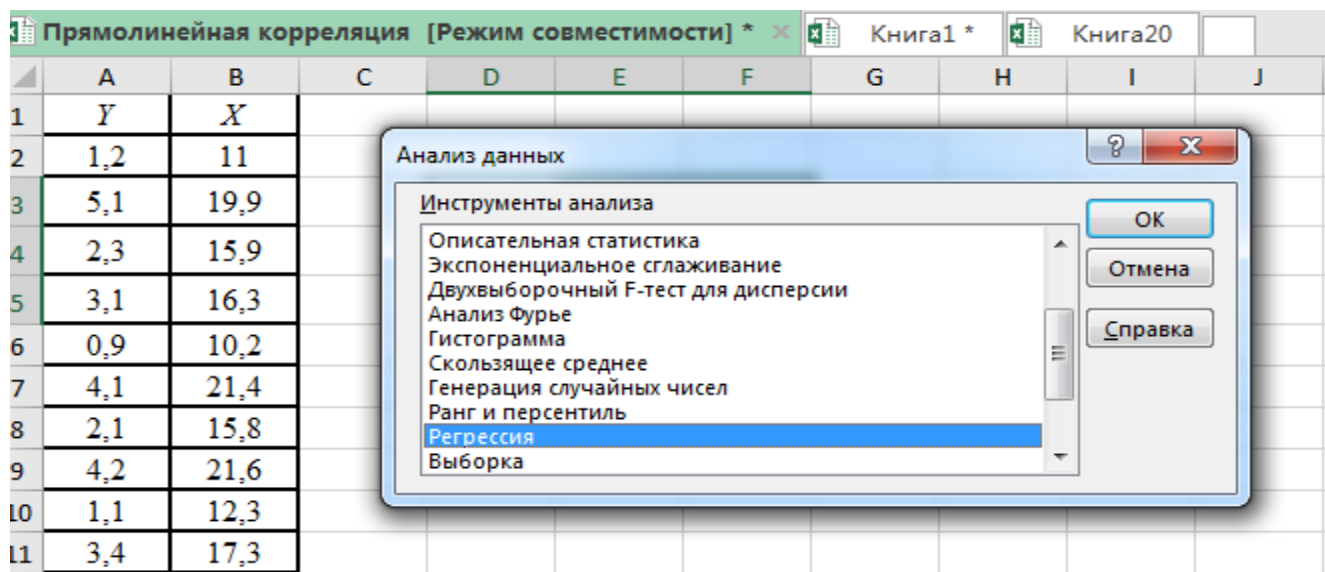 Прямолинейная корреляция [Режим совместимости] * Книга1 * Книга20
A B C D E F G H I J
1 Y X
2 1,2 11
3 5,1 19,9
4 2,3 15,9
5 3,1 16,3
6 0,9 10,2
7 4,1 21,4
8 2,1 15,8
9 4,2 21,6
10 1,1 12,3
11 3,4 17,3
Анализ данных
Инструменты анализа
Описательная статистика
Экспоненциальное сглаживание
Двухвыборочный F-тест для дисперсии
Анализ Фурье
Гистограмма
Скользящее среднее
Генерация случайных чисел
Ранг и персентиль
Регрессия
Выборка
ОК
Отмена
Справка